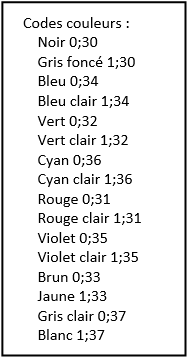 Codes couleurs :
Noir 0;30
Gris foncé 1;30
Bleu 0;34
Bleu clair 1;34
Vert 0;32
Vert clair 1;32
Cyan 0;36
Cyan clair 1;36
Rouge 0;31
Rouge clair 1;31
Violet 0;35
Violet clair 1;35
Brun 0;33
Jaune 1;33
Gris clair 0;37
Blanc 1;37